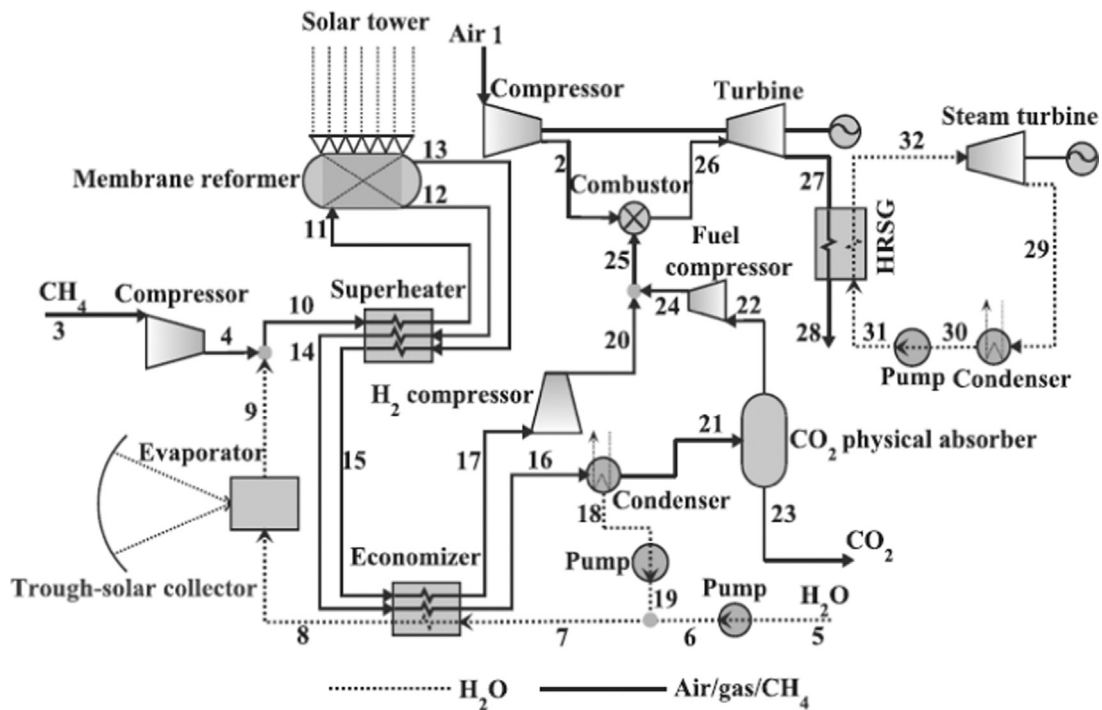 Solar tower
Air 1
Compressor
Turbine
Steam turbine
13
32
Membrane reformer
12
2
26
Combustor
27
11
HRSG
Fuel
compressor
25
29
CH₄
Compressor
10
Superheater
24
22
3
4
14
20
28
31
30
Pump
Condenser
H₂ compressor
9
Evaporator
15
17
16
21
CO₂ physical absorber
Condenser
18
23
Trough-solar collector
Economizer
Pump
CO₂
Pump
H₂O
19
8
7
6
5
H₂O
Air/gas/CH₄